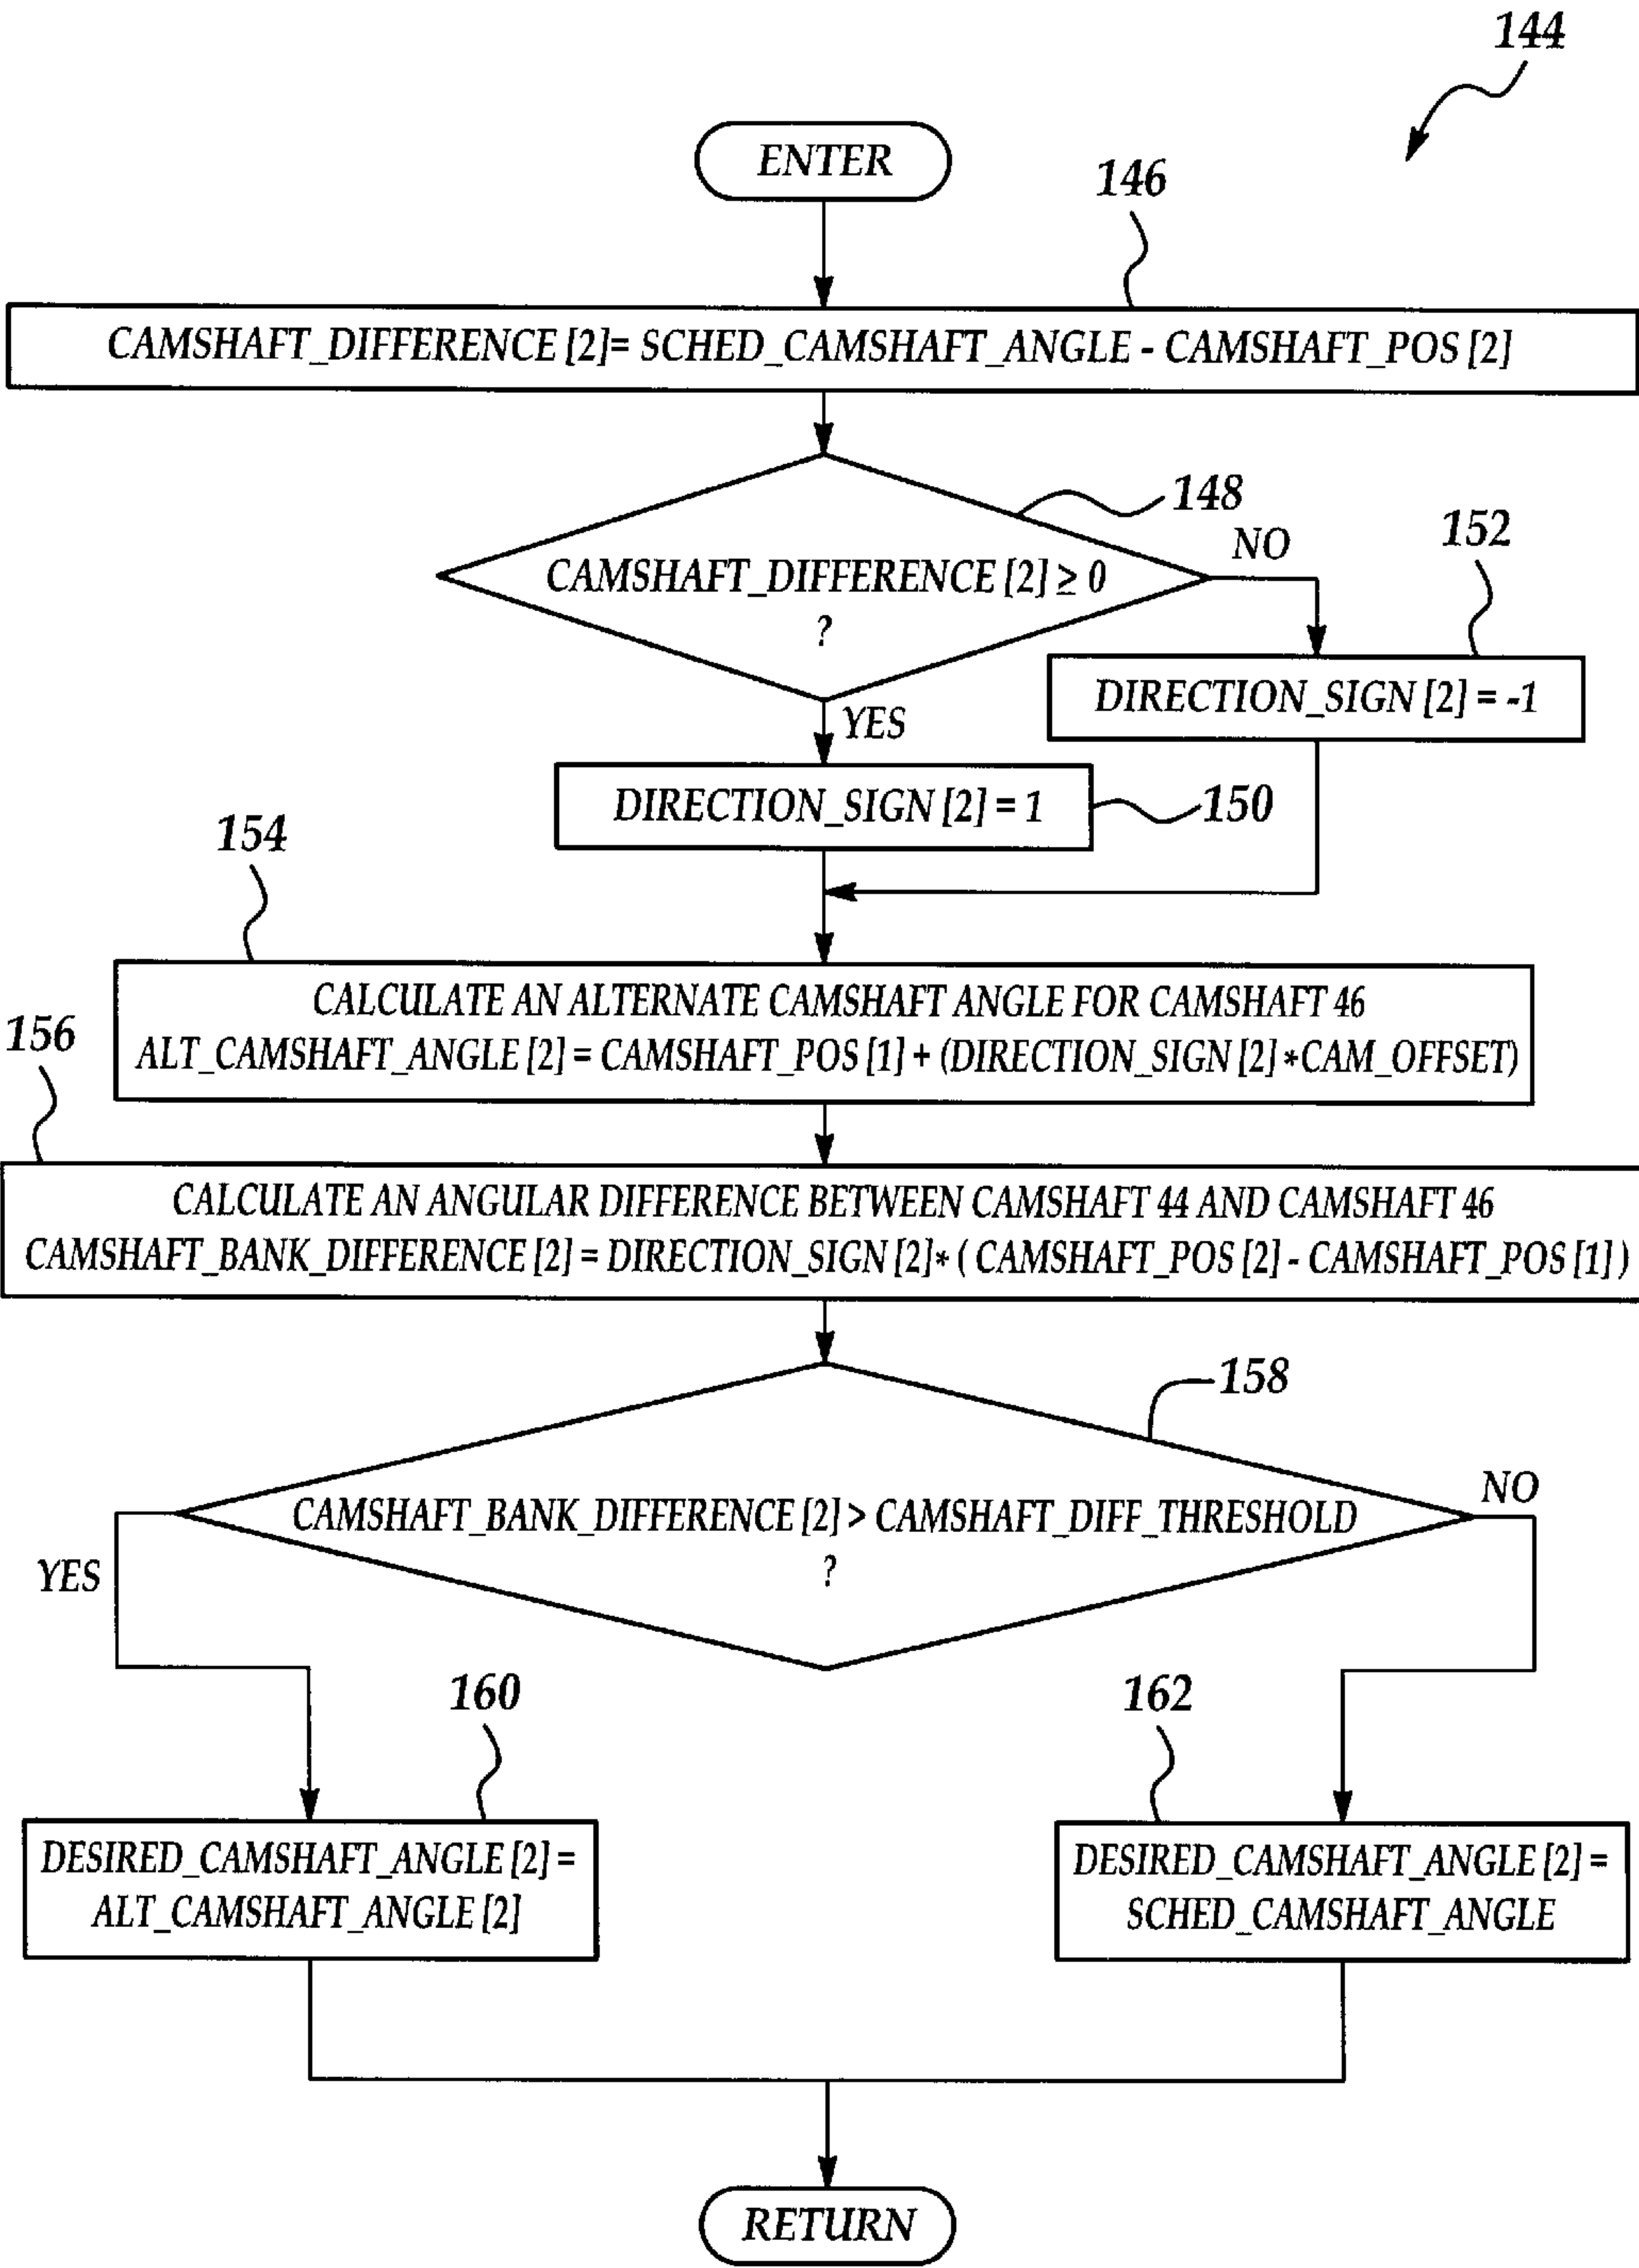 144
ENTER
146
CAMSHAFT_DIFFERENCE [2]= SCHED_CAMSHAFT_ANGLE - CAMSHAFT_POS [2]
148
CAMSHAFT_DIFFERENCE [2] ≥ 0
?
NO
152
DIRECTION_SIGN [2] = -1
YES
DIRECTION_SIGN [2] = 1
150
154
CALCULATE AN ALTERNATE CAMSHAFT ANGLE FOR CAMSHAFT 46
ALT_CAMSHAFT_ANGLE [2] = CAMSHAFT_POS [1] + (DIRECTION_SIGN [2] *CAM_OFFSET)
156
CALCULATE AN ANGULAR DIFFERENCE BETWEEN CAMSHAFT 44 AND CAMSHAFT 46
CAMSHAFT_BANK_DIFFERENCE [2] = DIRECTION_SIGN [2]* ( CAMSHAFT_POS [2] - CAMSHAFT_POS [1] )
158
CAMSHAFT_BANK_DIFFERENCE [2] > CAMSHAFT_DIFF_THRESHOLD
?
YES
NO
160
DESIRED_CAMSHAFT_ANGLE [2] =
ALT_CAMSHAFT_ANGLE [2]
162
DESIRED_CAMSHAFT_ANGLE [2] =
SCHED_CAMSHAFT_ANGLE
RETURN